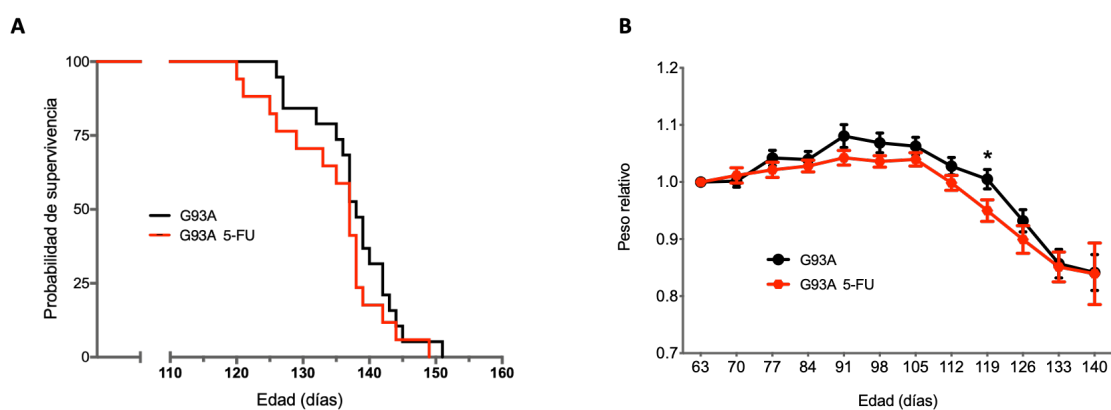 A
B
Probabilidad de supervivencia
100
75
50
25
0
G93A
G93A 5-FU
110 120 130 140 150 160
Edad (días)
Peso relativo
1.2
1.1
1.0
0.9
0.8
0.7
*
G93A
G93A 5-FU
63 70 77 84 91 98 105 112 119 126 133 140
Edad (días)